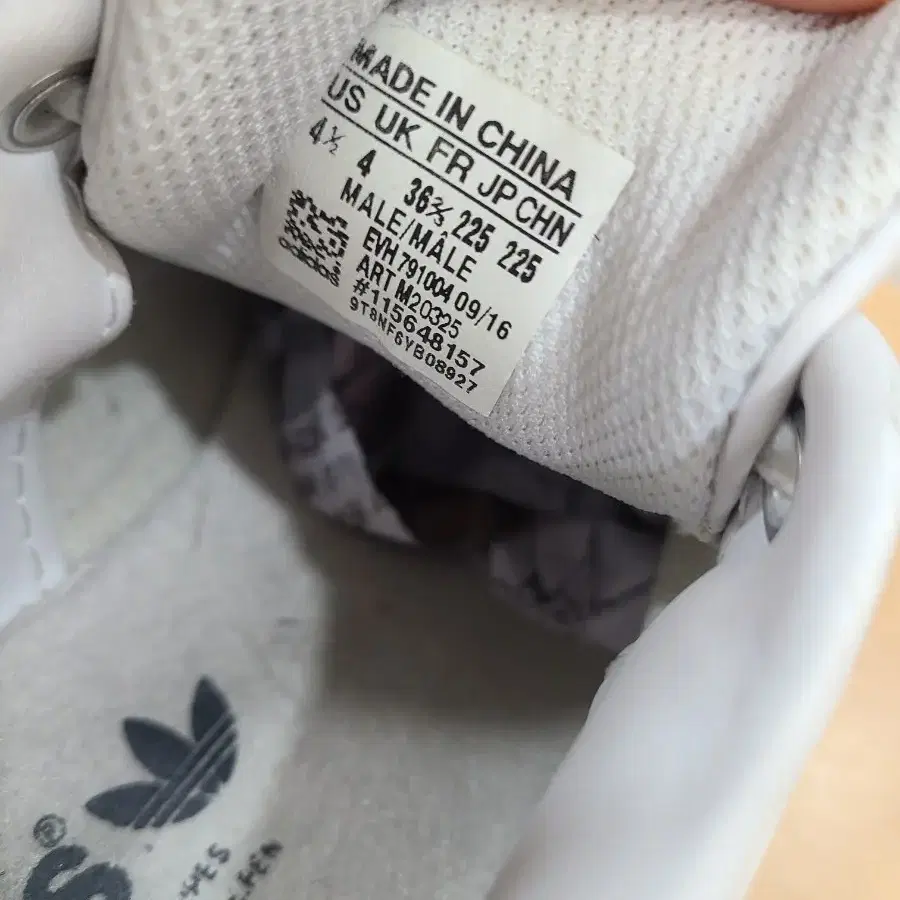 MADE IN CHINA
US UK FR JP CHN
4½ 4 36⅔ 225 225
MALE/MÂLE
EVH 791004 09/16
ART M20325
#115648157
9T8NF6YB08927
®